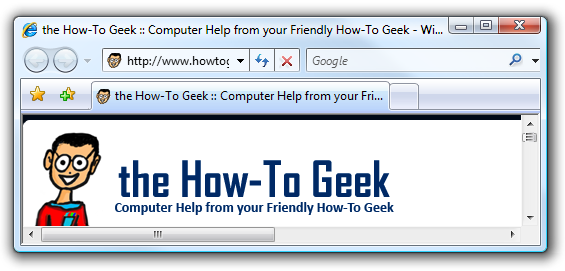 the How-To Geek :: Computer Help from your Friendly How-To Geek - Wi...
http://www.howtog
Google
the How-To Geek :: Computer Help from your Fri...
the How-To Geek
Computer Help from your Friendly How-To Geek